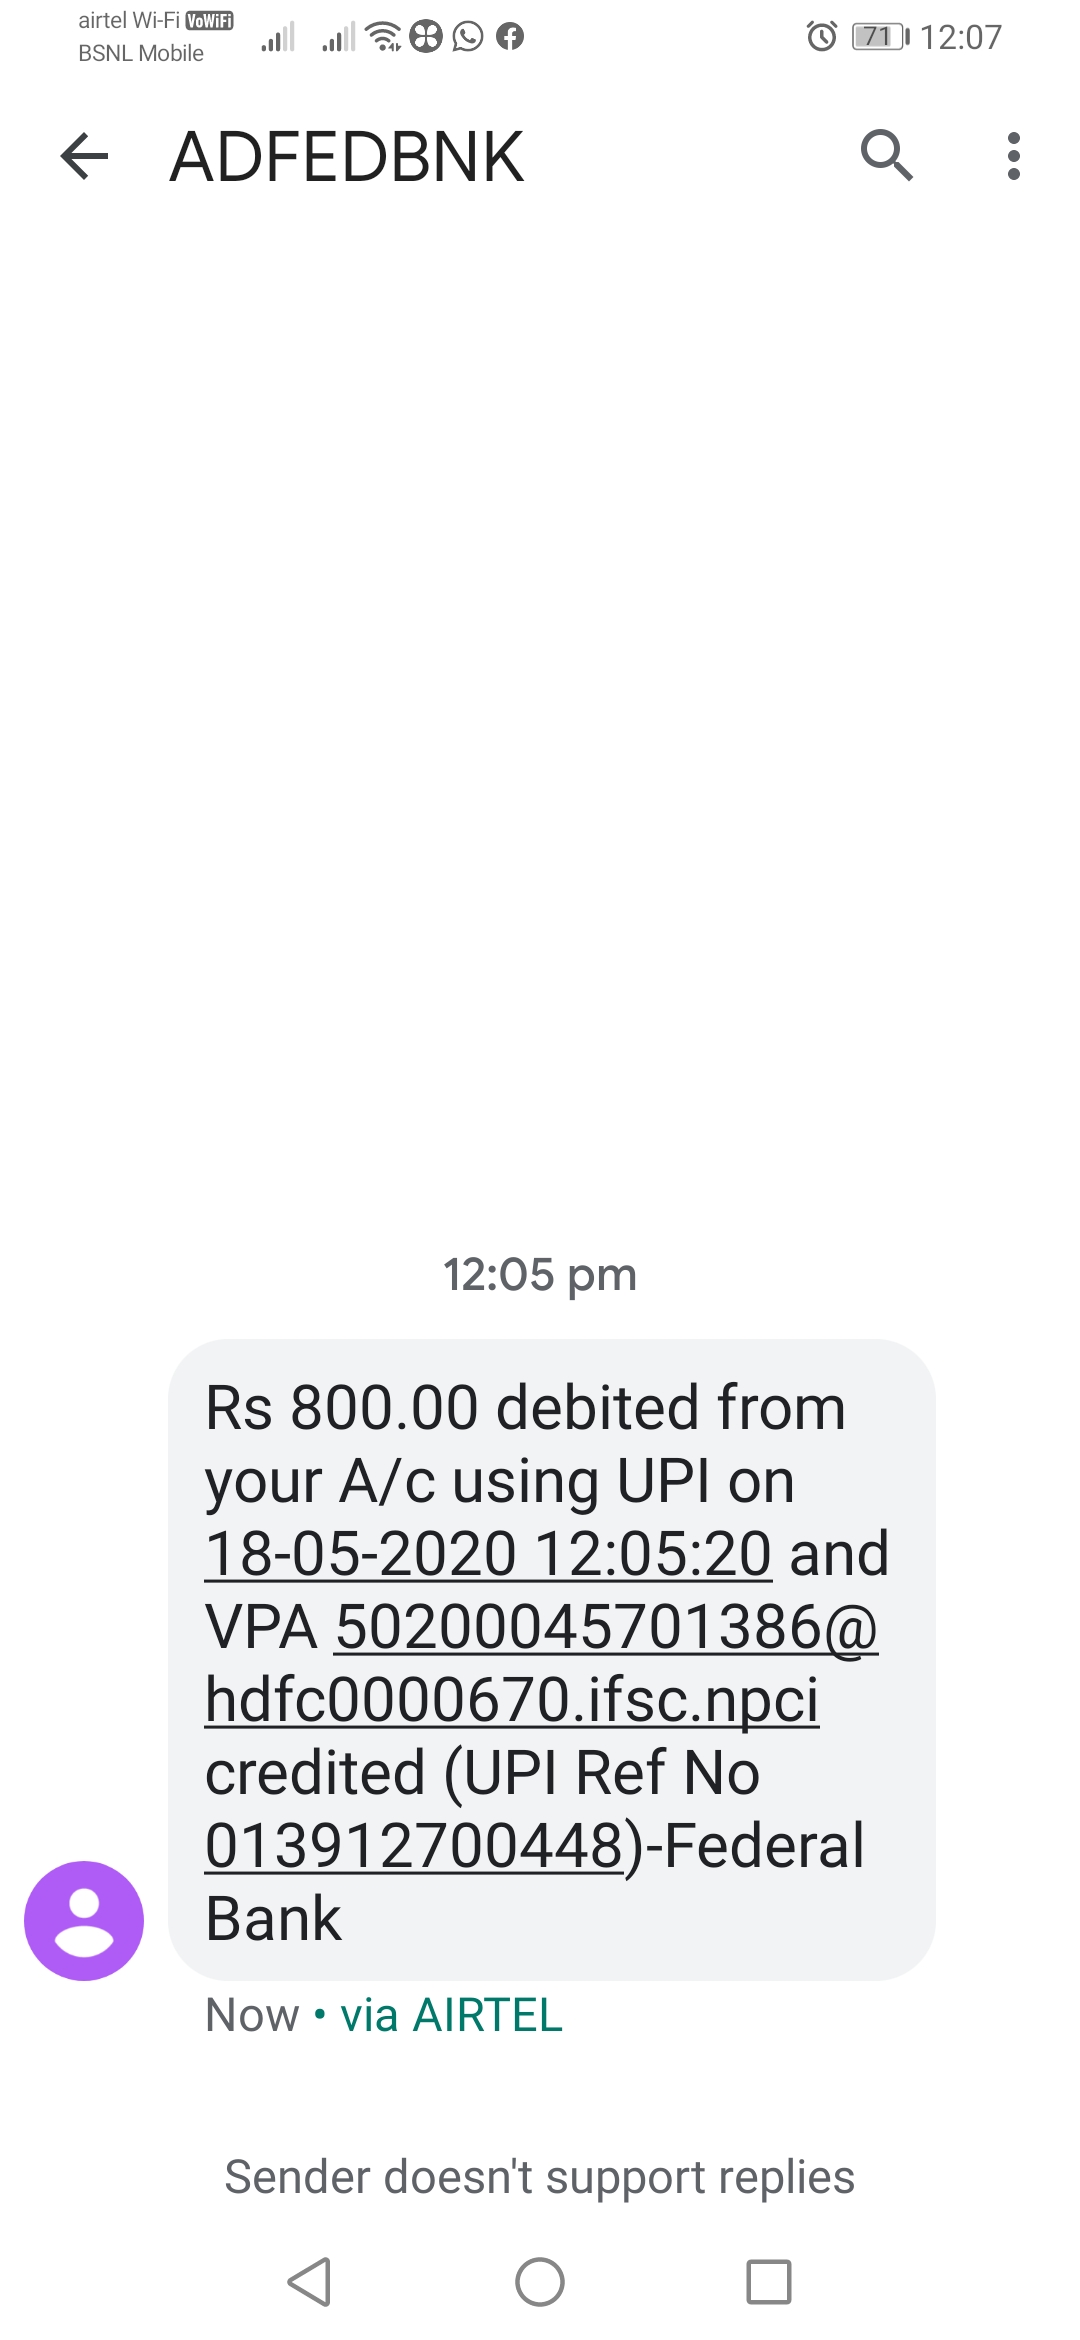 airtel Wi-Fi VoWiFi
BSNL Mobile
71 12:07
ADFEDBNK
12:05 pm
Rs 800.00 debited from
your A/c using UPI on
18-05-2020 12:05:20 and
VPA 50200045701386@
hdfc0000670.ifsc.npci
credited (UPI Ref No
013912700448)-Federal
Bank
Now • via AIRTEL
Sender doesn't support replies